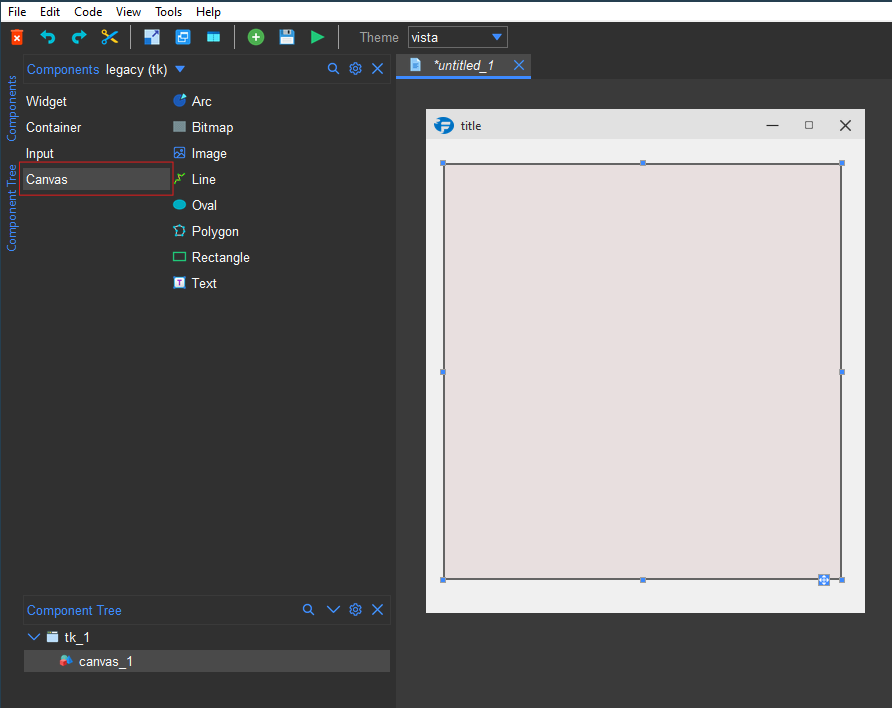 File Edit Code View Tools Help
Theme vista
Components legacy (tk)
*untitled_1
Components
Component Tree
Widget
Container
Input
Canvas
Arc
Bitmap
Image
Line
Oval
Polygon
Rectangle
T Text
title
Component Tree
tk_1
canvas_1